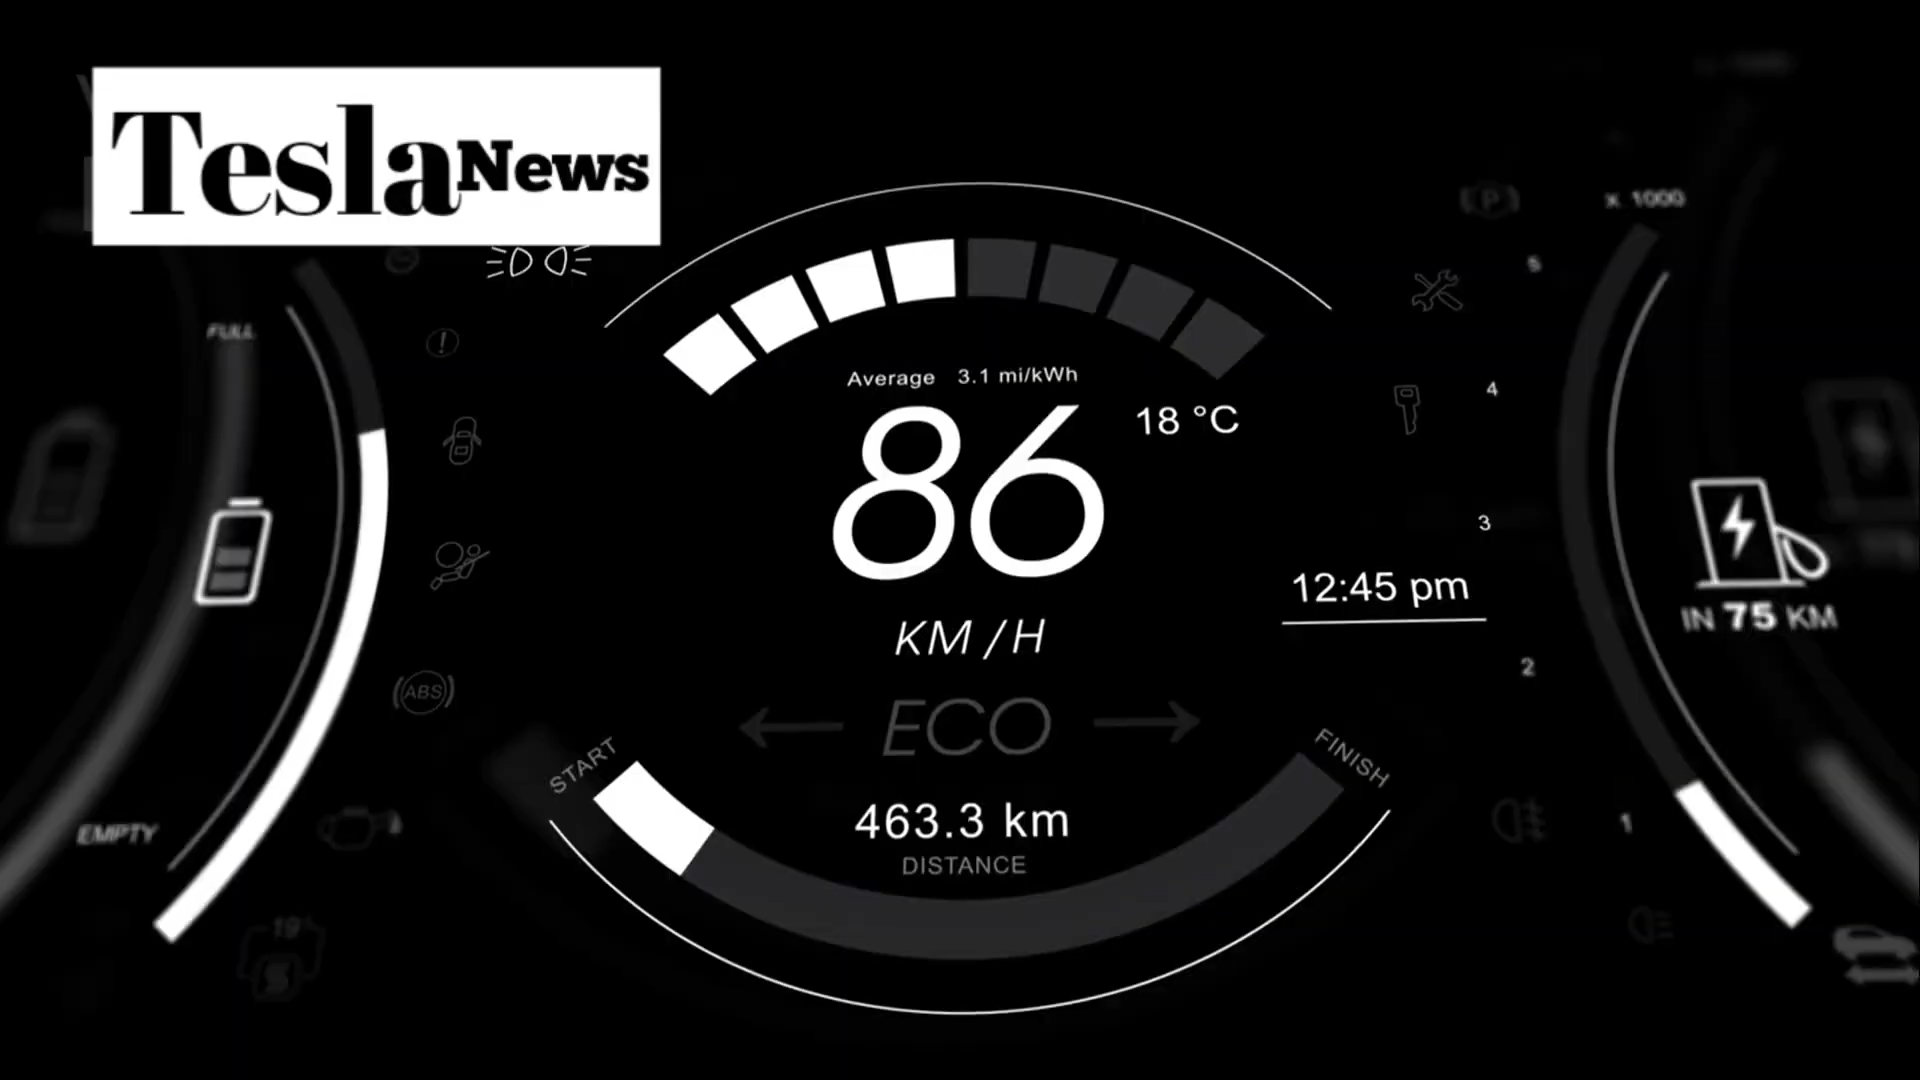 Tesla News
x 1000
P
5
FULL
!
Average 3.1 mi/kWh
86
18 °C
4
3
12:45 pm
KM/H
IN 75 KM
2
ABS
ECO
START
FINISH
463.3 km
DISTANCE
1
EMPTY
19°